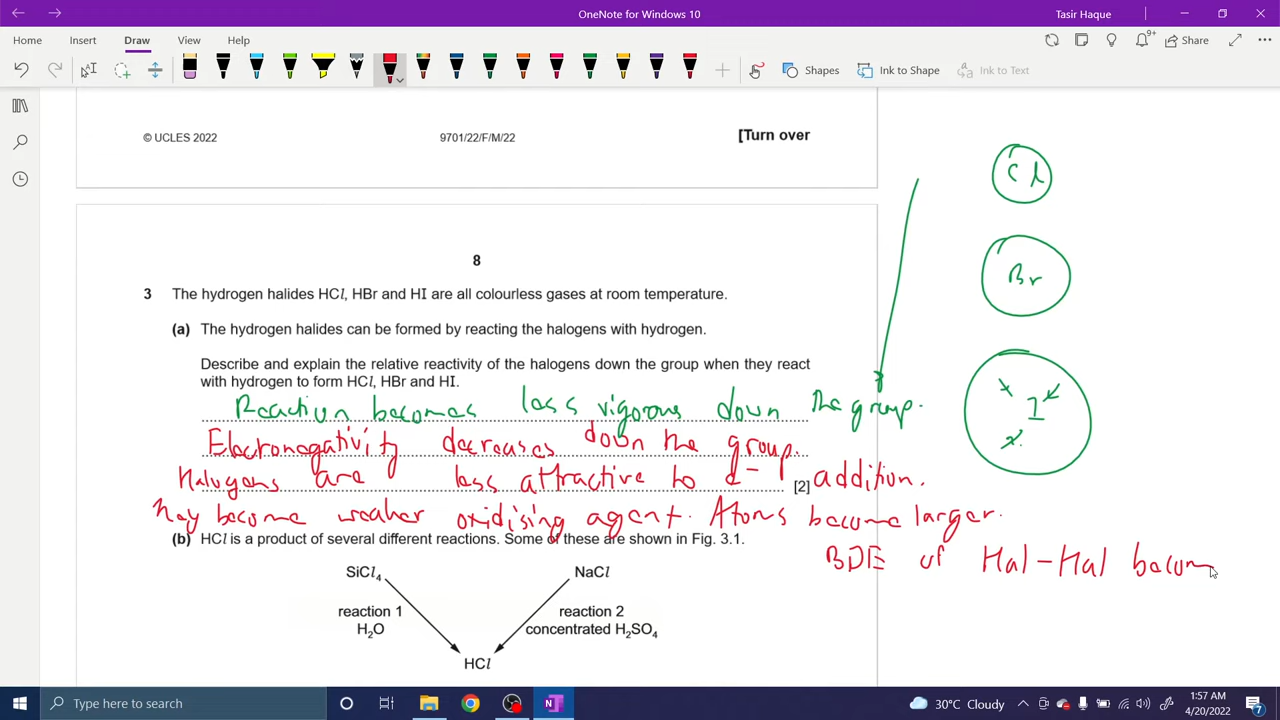 OneNote for Windows 10
Tasir Haque
Home Insert Draw View Help
9+ Share
Shapes Ink to Shape Ink to Text
© UCLES 2022 9701/22/F/M/22 [Turn over
Cl
Br
I
8
3 The hydrogen halides HCl, HBr and HI are all colourless gases at room temperature.
(a) The hydrogen halides can be formed by reacting the halogens with hydrogen.
Describe and explain the relative reactivity of the halogens down the group when they react
with hydrogen to form HCl, HBr and HI.
Reaction becomes less vigorous down the group.
Electronegativity decreases down the group.
Halogens are less attractive to addition.
[2]
They become weaker oxidising agent. Atoms become larger.
(b) HCl is a product of several different reactions. Some of these are shown in Fig. 3.1.
BDE of Hal-Hal becom
SiCl4 NaCl
reaction 1 reaction 2
H2O concentrated H2SO4
HCl
Type here to search
30°C Cloudy
1:57 AM
4/20/2022
7